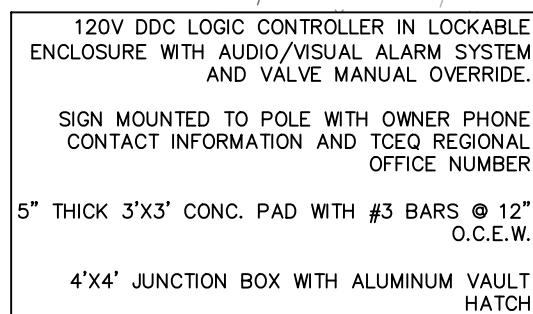 120V DDC LOGIC CONTROLLER IN LOCKABLE
ENCLOSURE WITH AUDIO/VISUAL ALARM SYSTEM
AND VALVE MANUAL OVERRIDE.
SIGN MOUNTED TO POLE WITH OWNER PHONE
CONTACT INFORMATION AND TCEQ REGIONAL
OFFICE NUMBER
5" THICK 3'X3' CONC. PAD WITH #3 BARS @ 12"
O.C.E.W.
4'X4' JUNCTION BOX WITH ALUMINUM VAULT
HATCH